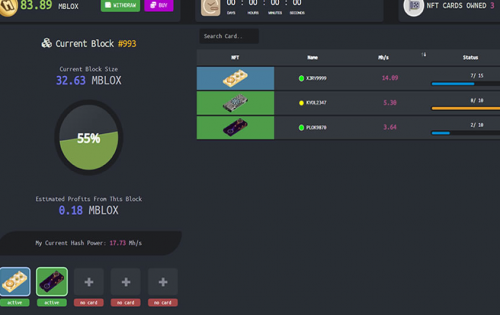 83.89 MBLOX
WITHDRAW
BUY
00 : 00 : 00 : 00
DAYS HOURS MINUTES SECONDS
NFT CARDS OWNED 3
Current Block #993
Current Block Size
32.63 MBLOX
55%
Estimated Profits From This Block
0.18 MBLOX
My Current Hash Power: 17.73 Mh/s
active
active
no card
no card
no card
Search Card..
NFT Name Mh/s Status
14.09 7/ 15
KYOL2347 0/ 10
PLOK9870 3.64 2/ 10